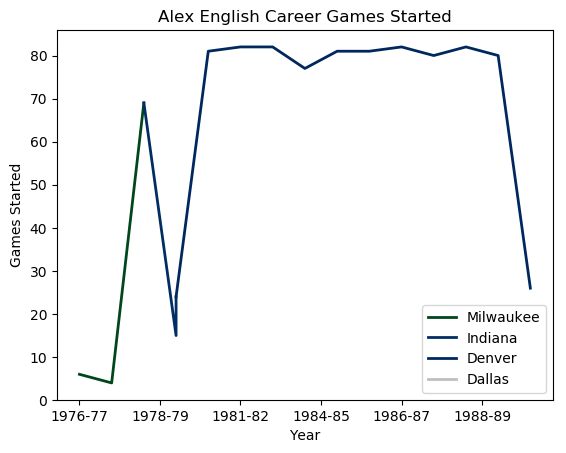 Alex English Career Games Started
Games Started
80
70
60
50
40
30
20
10
0
Milwaukee
Indiana
Denver
Dallas
1976-77 1978-79 1981-82 1984-85 1986-87 1988-89
Year